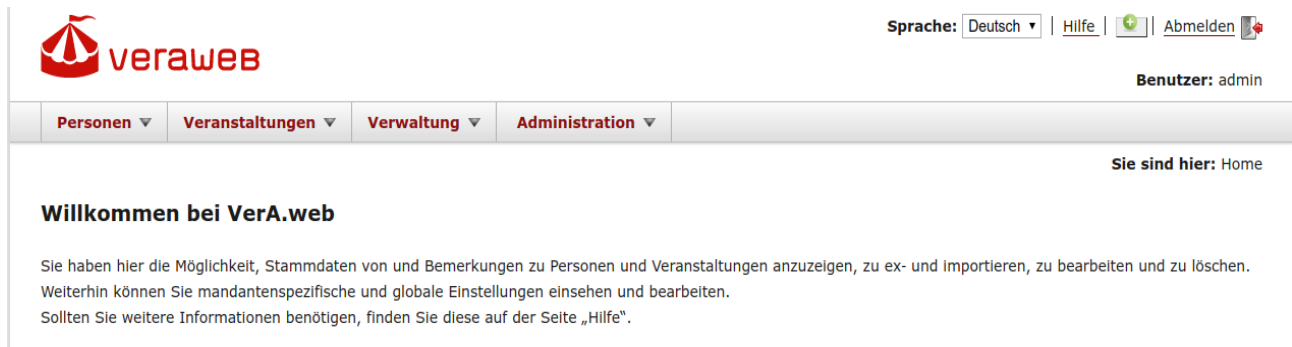 veraweb
Sprache: Deutsch | Hilfe | | Abmelden
Benutzer: admin
Personen Veranstaltungen Verwaltung Administration
Sie sind hier: Home
Willkommen bei VerA.web
Sie haben hier die Möglichkeit, Stammdaten von und Bemerkungen zu Personen und Veranstaltungen anzuzeigen, zu ex- und importieren, zu bearbeiten und zu löschen.
Weiterhin können Sie mandantenspezifische und globale Einstellungen einsehen und bearbeiten.
Sollten Sie weitere Informationen benötigen, finden Sie diese auf der Seite „Hilfe“.